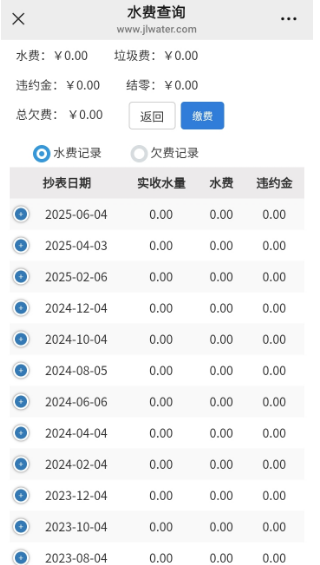 水费查询
www.jlwater.com
水费：￥0.00 垃圾费：￥0.00
违约金：￥0.00 结零：￥0.00
总欠费：￥0.00 返回 缴费
水费记录 欠费记录
抄表日期 实收水量 水费 违约金
2025-06-04 0.00 0.00 0.00
2025-04-03 0.00 0.00 0.00
2025-02-06 0.00 0.00 0.00
2024-12-04 0.00 0.00 0.00
2024-10-04 0.00 0.00 0.00
2024-08-05 0.00 0.00 0.00
2024-06-06 0.00 0.00 0.00
2024-04-04 0.00 0.00 0.00
2024-02-04 0.00 0.00 0.00
2023-12-04 0.00 0.00 0.00
2023-10-04 0.00 0.00 0.00
2023-08-04 0.00 0.00 0.00